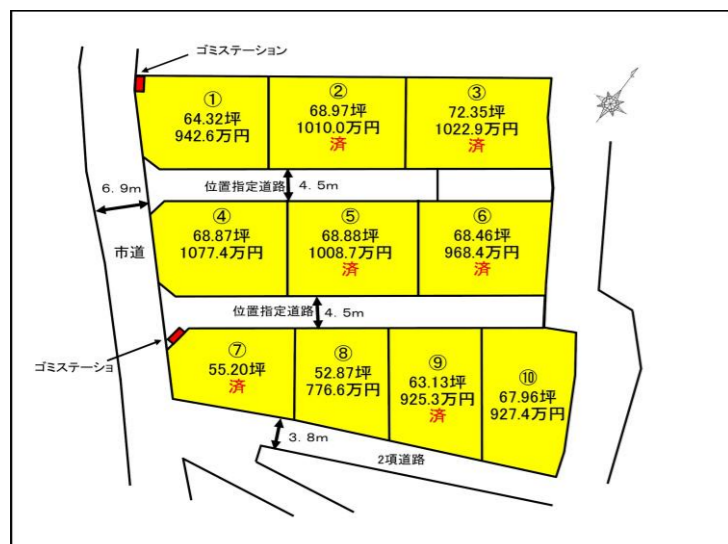 ゴミステーション
①
64.32坪
942.6万円
②
68.97坪
1010.0万円
済
③
72.35坪
1022.9万円
済
位置指定道路
4.5m
6.9m
市道
④
68.87坪
1077.4万円
⑤
68.88坪
1008.7万円
済
⑥
68.46坪
968.4万円
済
位置指定道路
4.5m
ゴミステーショ
⑦
55.20坪
済
⑧
52.87坪
776.6万円
⑨
63.13坪
925.3万円
済
⑩
67.96坪
927.4万円
3.8m
2項道路